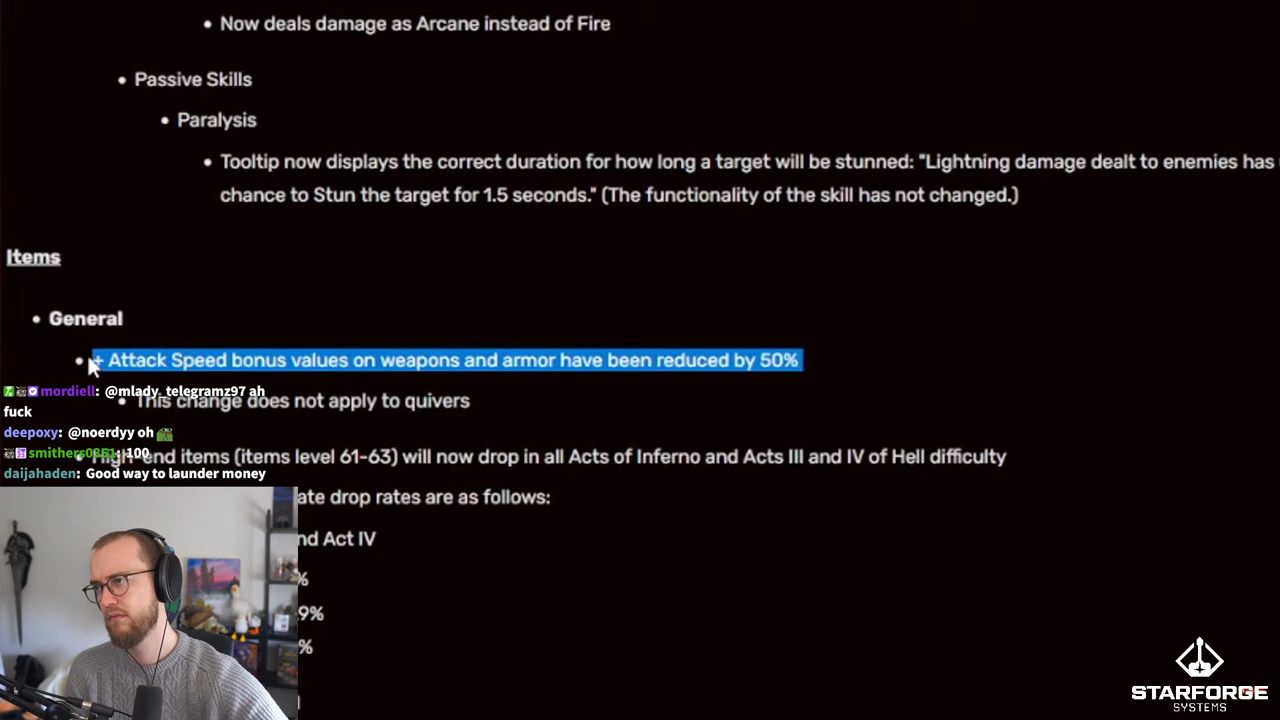 • Now deals damage as Arcane instead of Fire
• Passive Skills
• Paralysis
• Tooltip now displays the correct duration for how long a target will be stunned: "Lightning damage dealt to enemies has
chance to Stun the target for 1.5 seconds." (The functionality of the skill has not changed.)
Items
• General
• + Attack Speed bonus values on weapons and armor have been reduced by 50%
• This change does not apply to quivers
mordiell: @mlady_telegramz97 ah
fuck
deepoxy: @noerdyy oh
• High-end items (items level 61-63) will now drop in all Acts of Inferno and Acts III and IV of Hell difficulty
:100
daijahaden: Good way to launder money
ate drop rates are as follows:
nd Act IV
%
9%
%
STARFORGE
SYSTEMS